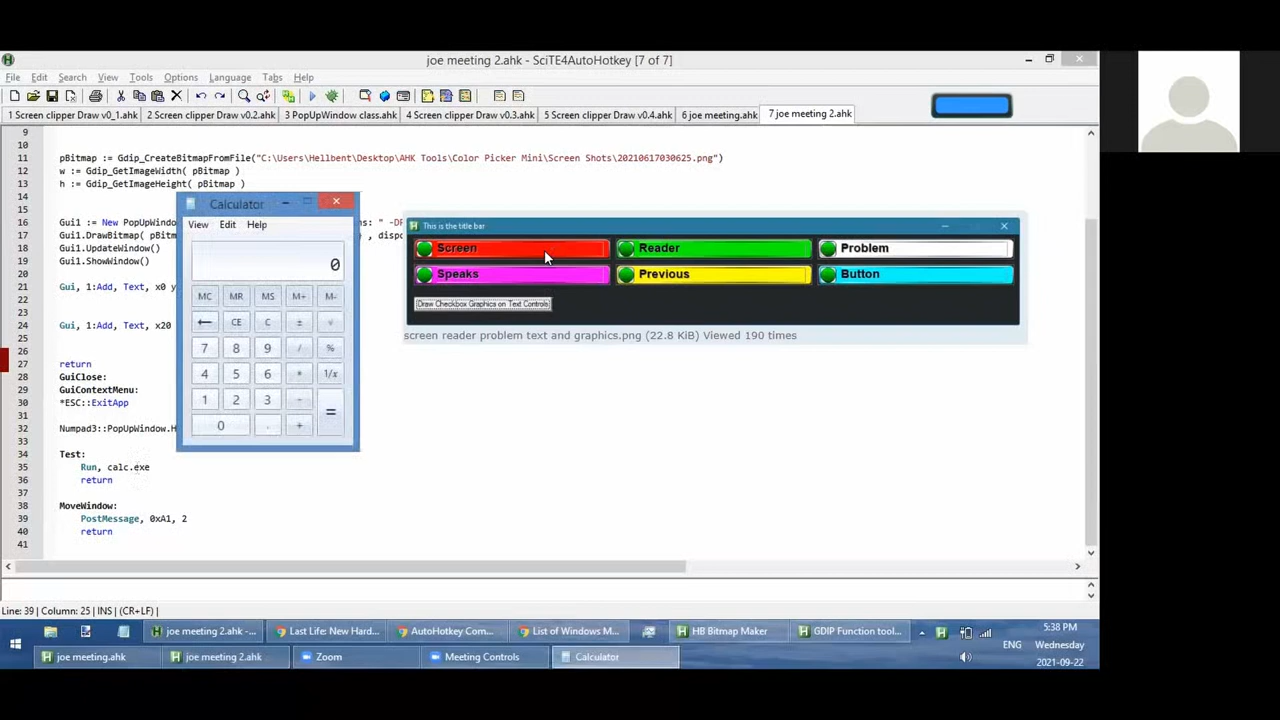 joe meeting 2.ahk - SciTE4AutoHotkey [7 of 7]
File Edit Search View Tools Options Language Tabs Help
1 Screen clipper Draw v0_1.ahk 2 Screen clipper Draw v0.2.ahk 3 PopUpWindow class.ahk 4 Screen clipper Draw v0.3.ahk 5 Screen clipper Draw v0.4.ahk 6 joe meeting.ahk 7 joe meeting 2.ahk
9
10
11 pBitmap := Gdip_CreateBitmapFromFile("C:\Users\Hellbent\Desktop\AHK Tools\Color Picker Mini\Screen Shots\20210617030625.png")
12 w := Gdip_GetImageWidth( pBitmap )
13 h := Gdip_GetImageHeight( pBitmap )
14
15
16 Gui1 := New PopUpWindow
17 Gui1.DrawBitmap( pBitm
18 Gui1.UpdateWindow()
19 Gui1.ShowWindow()
20
21 Gui, 1:Add, Text, x0 y
22
23
24 Gui, 1:Add, Text, x20
25
26
27 return
28 GuiClose:
29 GuiContextMenu:
30 *ESC::ExitApp
31
32 Numpad3::PopUpWindow.H
33
34 Test:
35 Run, calc.exe
36 return
37
38 MoveWindow:
39 PostMessage, 0xA1, 2
40 return
41
Calculator
View Edit Help
0
MC MR MS M+ M-
← CE C ± √
7 8 9 / %
4 5 6 * 1/x
1 2 3 - =
0 . +
ns: " -DP
) , dispo
This is the title bar
Screen Reader Problem
Speaks Previous Button
Draw Checkbox Graphics on Text Controls
screen reader problem text and graphics.png (22.8 KiB) Viewed 190 times
Line: 39 | Column: 25 | INS | (CR+LF) |
joe meeting 2.ahk -... Last Life: New Hard... AutoHotkey Com... List of Windows M... HB Bitmap Maker GDIP Function tool...
joe meeting.ahk joe meeting 2.ahk Zoom Meeting Controls Calculator
ENG
5:38 PM
Wednesday
2021-09-22